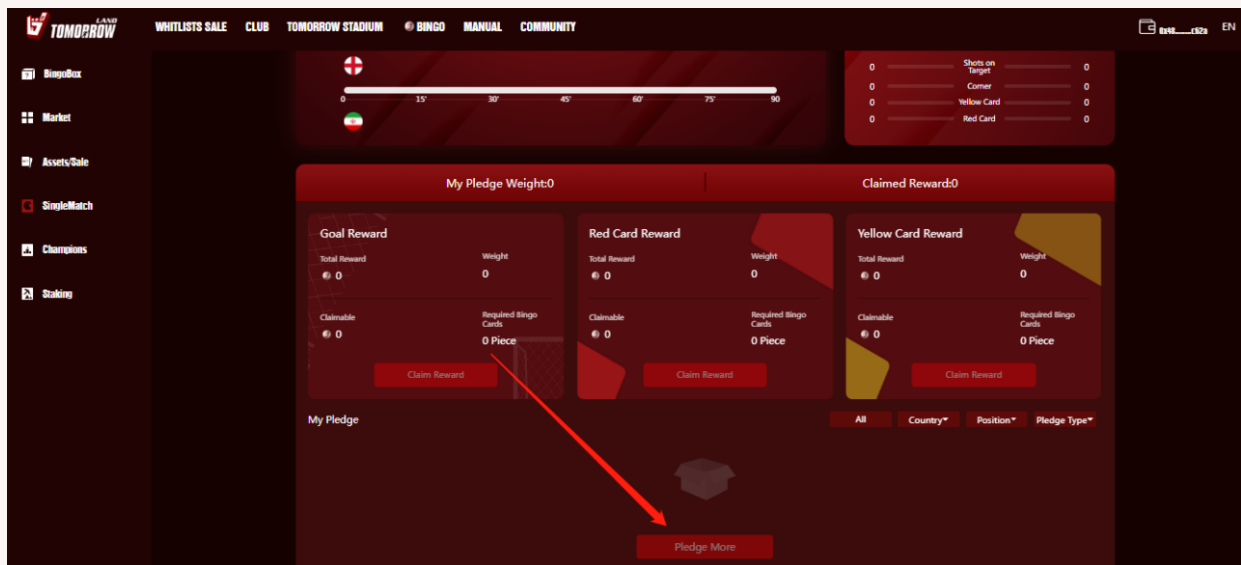 LAND
TOMORROW
WHITLISTS SALE CLUB TOMORROW STADIUM BINGO MANUAL COMMUNITY
EN
BingoBox
Market
Assets/Sale
SingleMatch
Champions
Staking
0 15' 30' 45' 60' 75' 90
0 Shots on Target 0
0 Corner 0
0 Yellow Card 0
0 Red Card 0
My Pledge Weight:0 Claimed Reward:0
Goal Reward
Total Reward Weight
0 0
Claimable Required Bingo Cards
0 0 Piece
Claim Reward
Red Card Reward
Total Reward Weight
0 0
Claimable Required Bingo Cards
0 0 Piece
Claim Reward
Yellow Card Reward
Total Reward Weight
0 0
Claimable Required Bingo Cards
0 0 Piece
Claim Reward
My Pledge All Country Position Pledge Type
Pledge More